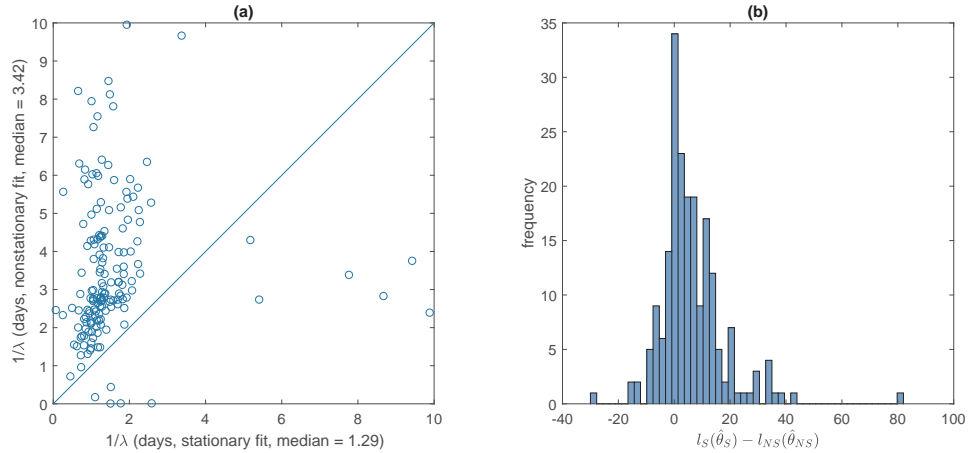 (a)
10
9
8
7
6
5
4
3
2
1
0
1/λ (days, nonstationary fit, median = 3.42)
0 2 4 6 8 10
1/λ (days, stationary fit, median = 1.29)
(b)
35
30
25
20
15
10
5
0
frequency
-40 -20 0 20 40 60 80 100
l_S(θ̂_S) − l_NS(θ̂_NS)